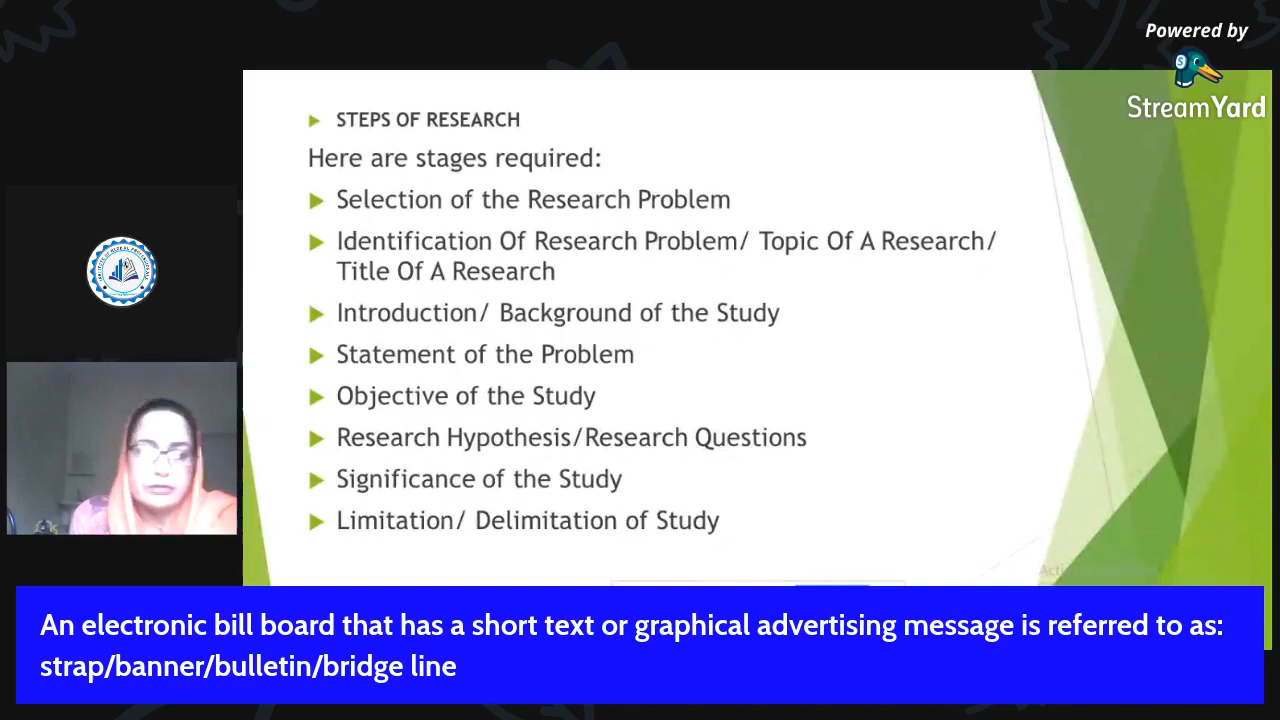 Powered by
StreamYard
STEPS OF RESEARCH
Here are stages required:
Selection of the Research Problem
Identification Of Research Problem/ Topic Of A Research/
Title Of A Research
Introduction/ Background of the Study
Statement of the Problem
Objective of the Study
Research Hypothesis/Research Questions
Significance of the Study
Limitation/ Delimitation of Study
An electronic bill board that has a short text or graphical advertising message is referred to as:
strap/banner/bulletin/bridge line